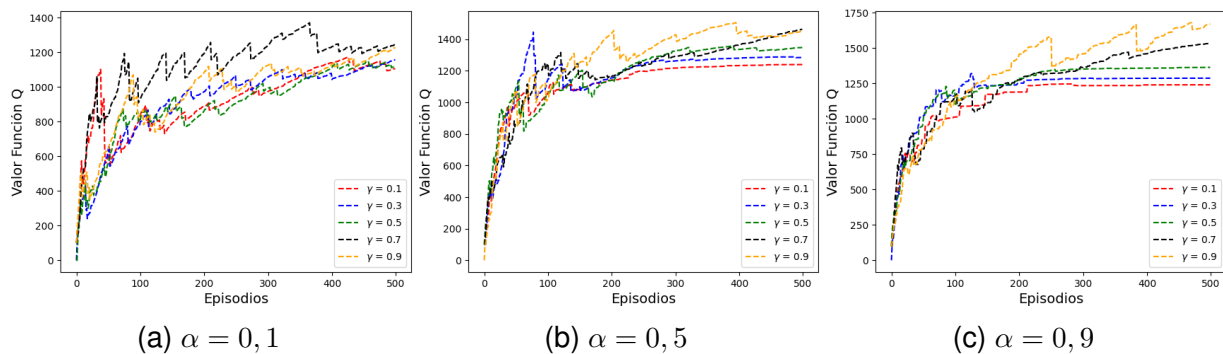 1400
1200
1000
800
600
400
200
0
Valor Función Q
0 100 200 300 400 500
Episodios
γ = 0.1
γ = 0.3
γ = 0.5
γ = 0.7
γ = 0.9
(a) α = 0, 1
1400
1200
1000
800
600
400
200
0
Valor Función Q
0 100 200 300 400 500
Episodios
γ = 0.1
γ = 0.3
γ = 0.5
γ = 0.7
γ = 0.9
(b) α = 0, 5
1750
1500
1250
1000
750
500
250
0
Valor Función Q
0 100 200 300 400 500
Episodios
γ = 0.1
γ = 0.3
γ = 0.5
γ = 0.7
γ = 0.9
(c) α = 0, 9